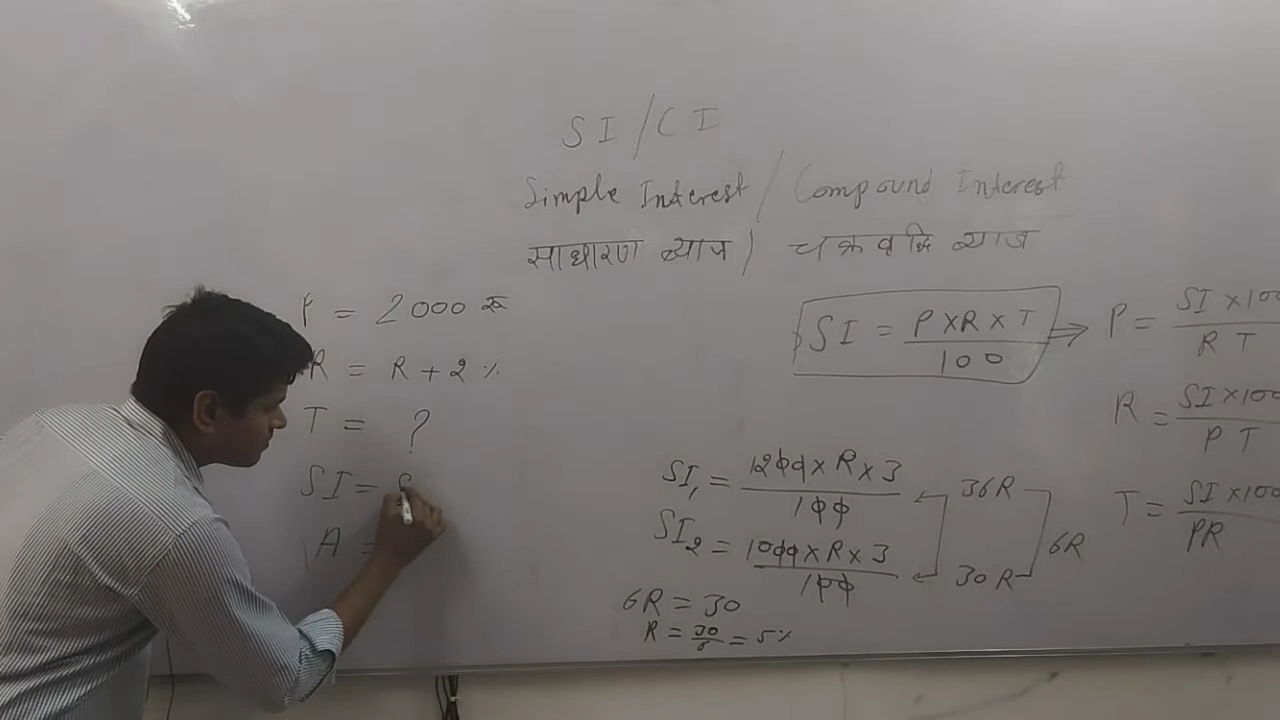 SI / CI
Simple Interest / Compound Interest
साधारण ब्याज / चक्रवृद्धि ब्याज
P = 2000 रू
R = R + 2 %
T = ?
SI =
A =
SI = P X R X T / 100 ⇒ P = SI X 100 / R T
R = SI X 100 / P T
T = SI X 100 / PR
SI₁ = 1200 x R x 3 / 100 ← 36R
SI₂ = 1000 x R x 3 / 100 ← 30R
6R
6R = 30
R = 30/6 = 5%